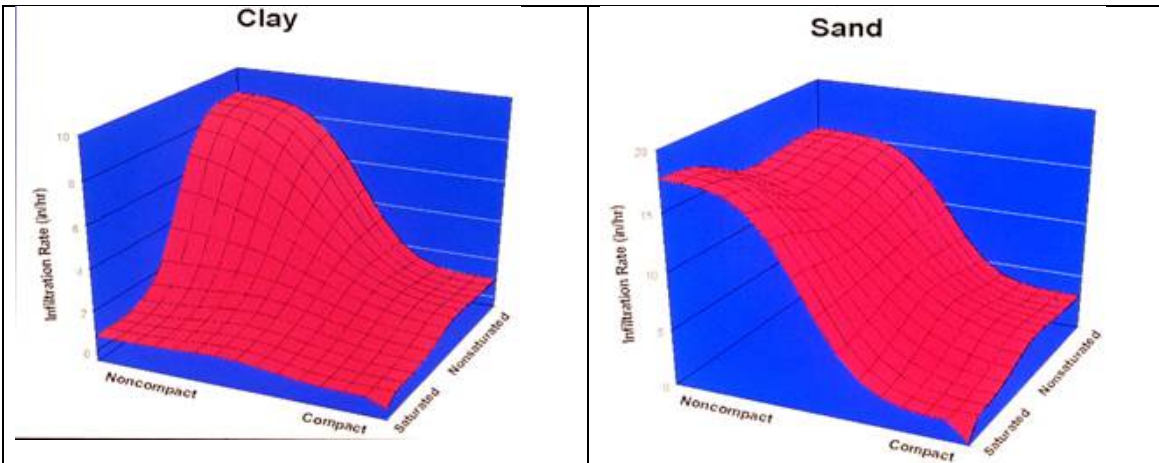 Clay
10
8
6
4
2
0
Infiltration Rate (in/hr)
Noncompact
Compact
Saturated
Nonsaturated
Sand
20
15
10
5
0
Infiltration Rate (in/hr)
Noncompact
Compact
Saturated
Nonsaturated